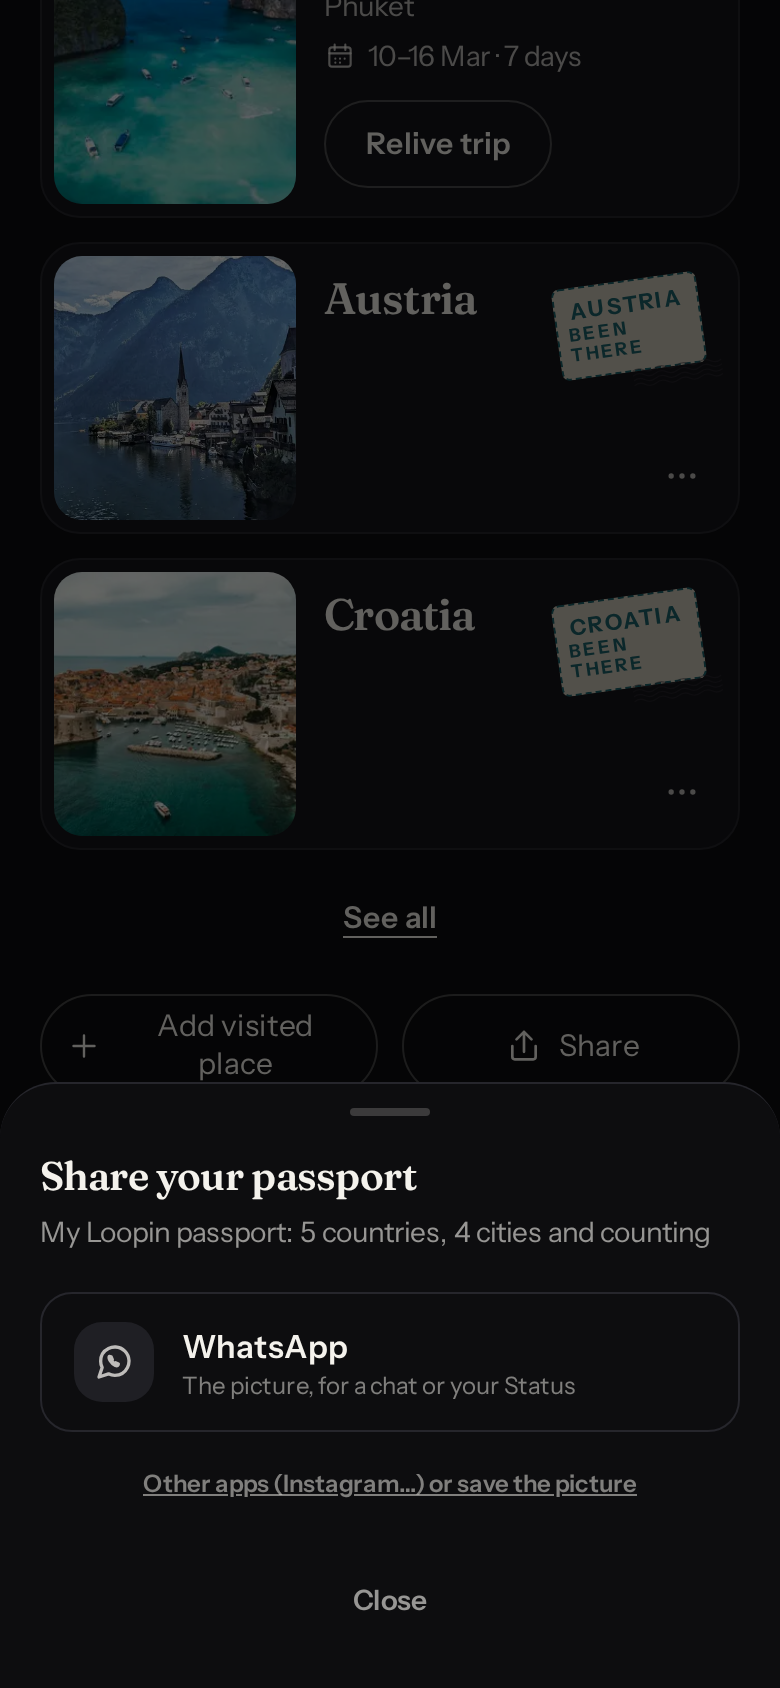 Phuket
10–16 Mar · 7 days
Relive trip
Austria
AUSTRIA
BEEN
THERE
Croatia
CROATIA
BEEN
THERE
See all
Add visited
place
Share
Share your passport
My Loopin passport: 5 countries, 4 cities and counting
WhatsApp
The picture, for a chat or your Status
Other apps (Instagram...) or save the picture
Close